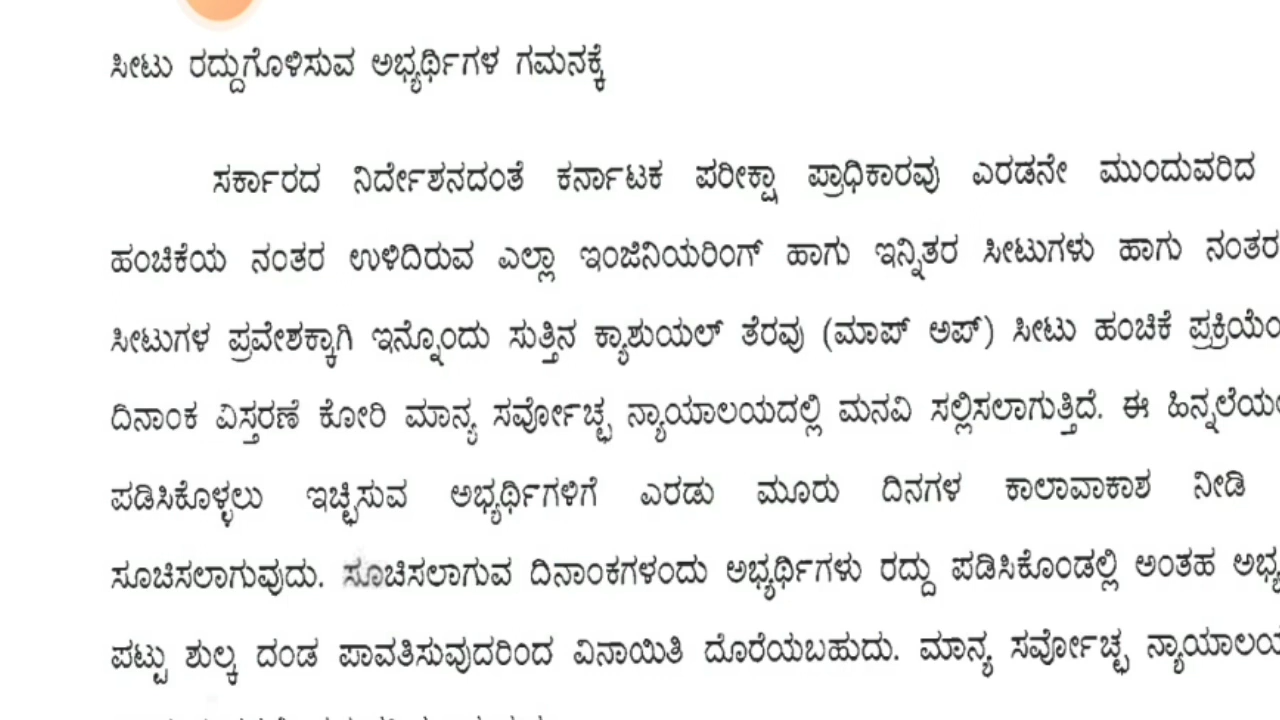 ಸೀಟು ರದ್ದುಗೊಳಿಸುವ ಅಭ್ಯರ್ಥಿಗಳ ಗಮನಕ್ಕೆ
ಸರ್ಕಾರದ ನಿರ್ದೇಶನದಂತೆ ಕರ್ನಾಟಕ ಪರೀಕ್ಷಾ ಪ್ರಾಧಿಕಾರವು ಎರಡನೇ ಮುಂದುವರಿದ
ಹಂಚಿಕೆಯ ನಂತರ ಉಳಿದಿರುವ ಎಲ್ಲಾ ಇಂಜಿನಿಯರಿಂಗ್ ಹಾಗು ಇನ್ನಿತರ ಸೀಟುಗಳು ಹಾಗು ನಂತರ
ಸೀಟುಗಳ ಪ್ರವೇಶಕ್ಕಾಗಿ ಇನ್ನೊಂದು ಸುತ್ತಿನ ಕ್ಯಾಶುಯಲ್ ತೆರವು (ಮಾಪ್ ಅಪ್) ಸೀಟು ಹಂಚಿಕೆ
ದಿನಾಂಕ ವಿಸ್ತರಣೆ ಕೋರಿ ಮಾನ್ಯ ಸರ್ವೋಚ್ಛ ನ್ಯಾಯಾಲಯದಲ್ಲಿ ಮನವಿ ಸಲ್ಲಿಸಲಾಗುತ್ತಿದೆ. ಈ
ಪಡಿಸಿಕೊಳ್ಳಲು ಇಚ್ಛಿಸುವ ಅಭ್ಯರ್ಥಿಗಳಿಗೆ ಎರಡು ಮೂರು ದಿನಗಳ ಕಾಲಾವಾಕಾಶ ನೀಡಿ
ಸೂಚಿಸಲಾಗುವುದು. ಸೂಚಿಸಲಾಗುವ ದಿನಾಂಕಗಳಂದು ಅಭ್ಯರ್ಥಿಗಳು ರದ್ದು ಪಡಿಸಿಕೊಂಡಲ್ಲಿ ಅಂತಹ
ಪಟ್ಟು ಶುಲ್ಕ ದಂಡ ಪಾವತಿಸುವುದರಿಂದ ವಿನಾಯಿತಿ ದೊರೆಯಬಹುದು. ಮಾನ್ಯ ಸರ್ವೋಚ್ಛ